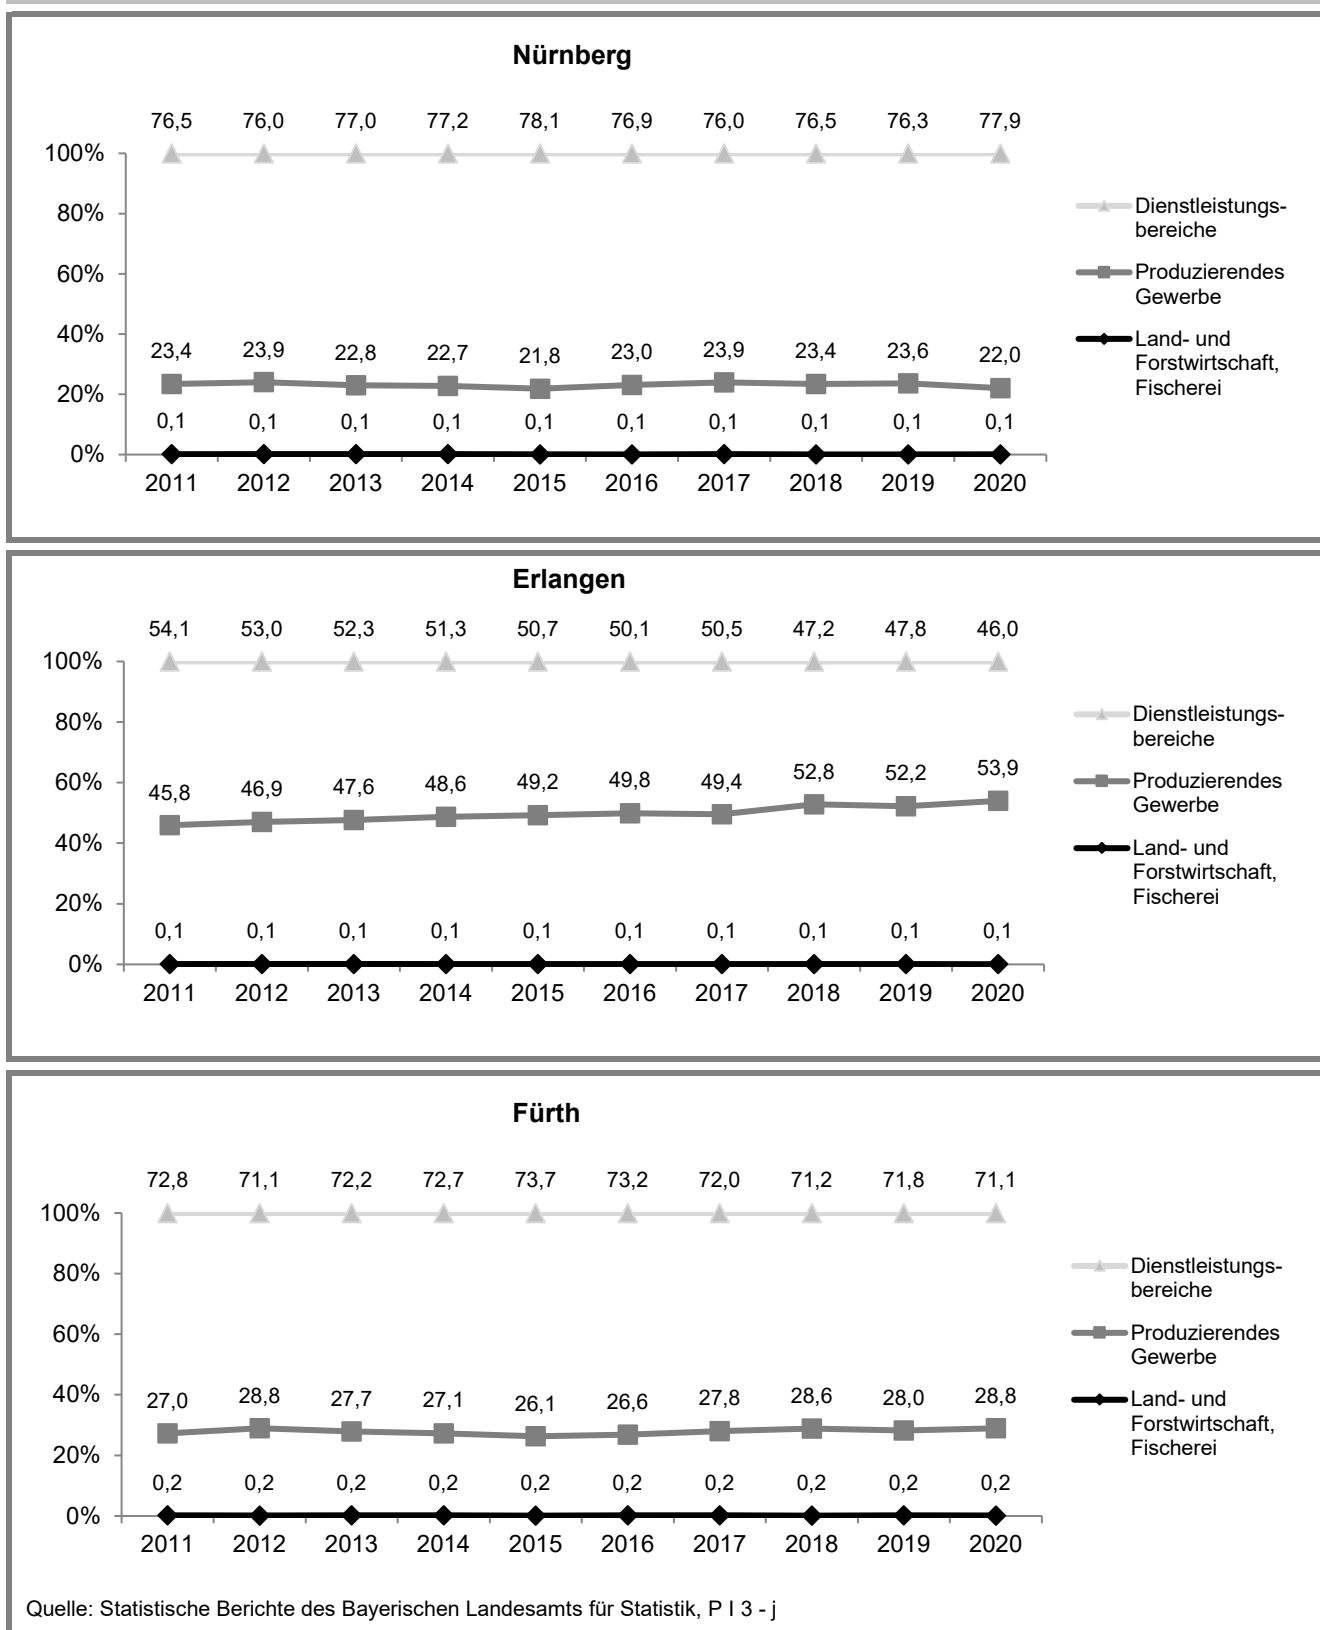 Nürnberg
76,5 76,0 77,0 77,2 78,1 76,9 76,0 76,5 76,3 77,9
100%
80%
60%
40%
23,4 23,9 22,8 22,7 21,8 23,0 23,9 23,4 23,6 22,0
20%
0,1 0,1 0,1 0,1 0,1 0,1 0,1 0,1 0,1 0,1
0%
2011 2012 2013 2014 2015 2016 2017 2018 2019 2020
Dienstleistungs-
bereiche
Produzierendes
Gewerbe
Land- und
Forstwirtschaft,
Fischerei
Erlangen
54,1 53,0 52,3 51,3 50,7 50,1 50,5 47,2 47,8 46,0
100%
80%
60%
45,8 46,9 47,6 48,6 49,2 49,8 49,4 52,8 52,2 53,9
40%
20%
0,1 0,1 0,1 0,1 0,1 0,1 0,1 0,1 0,1 0,1
0%
2011 2012 2013 2014 2015 2016 2017 2018 2019 2020
Dienstleistungs-
bereiche
Produzierendes
Gewerbe
Land- und
Forstwirtschaft,
Fischerei
Fürth
72,8 71,1 72,2 72,7 73,7 73,2 72,0 71,2 71,8 71,1
100%
80%
60%
40%
27,0 28,8 27,7 27,1 26,1 26,6 27,8 28,6 28,0 28,8
20%
0,2 0,2 0,2 0,2 0,2 0,2 0,2 0,2 0,2 0,2
0%
2011 2012 2013 2014 2015 2016 2017 2018 2019 2020
Dienstleistungs-
bereiche
Produzierendes
Gewerbe
Land- und
Forstwirtschaft,
Fischerei
Quelle: Statistische Berichte des Bayerischen Landesamts für Statistik, P I 3 - j